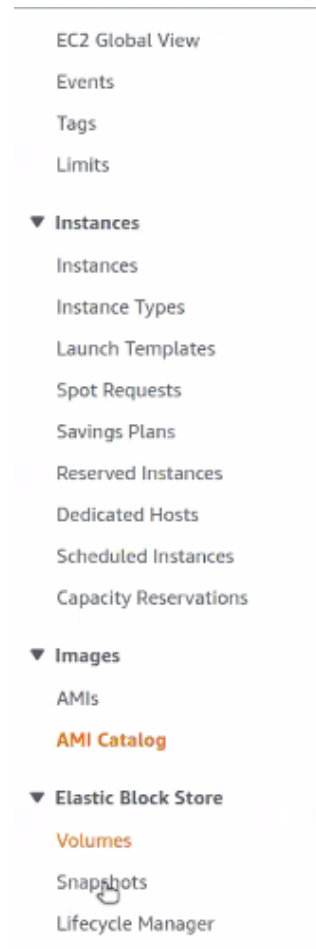 EC2 Global View
Events
Tags
Limits
Instances
Instances
Instance Types
Launch Templates
Spot Requests
Savings Plans
Reserved Instances
Dedicated Hosts
Scheduled Instances
Capacity Reservations
Images
AMIs
AMI Catalog
Elastic Block Store
Volumes
Snapshots
Lifecycle Manager